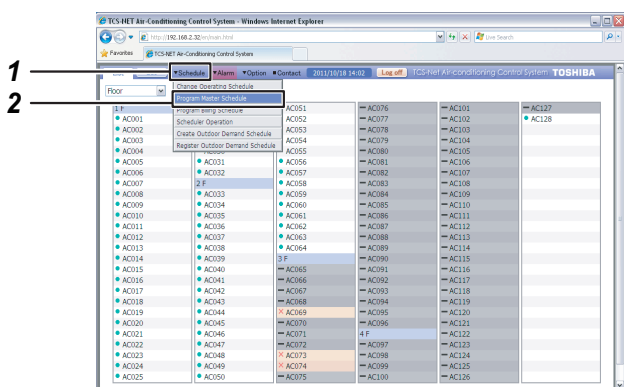 TCS-NET Air-Conditioning Control System - Windows Internet Explorer
http://192.168.2.32/en/main.html
Live Search
Favorites
TCS-NET Air-Conditioning Control System
1
▼Schedule ▼Alarm ▼Option ■Contact 2011/10/18 14:02 Log off TCS-Net Air-conditioning Control System TOSHIBA
2
Floor
Change Operating Schedule
Program Master Schedule
Program Billing Schedule
Scheduler Operation
Create Outdoor Demand Schedule
Register Outdoor Demand Schedule
1 F
AC001
AC002
AC003
AC004
AC005
AC006
AC007
AC008
AC009
AC010
AC011
AC012
AC013
AC014
AC015
AC016
AC017
AC018
AC019
AC020
AC021
AC022
AC023
AC024
AC025
AC031
AC032
2 F
AC033
AC034
AC035
AC036
AC037
AC038
AC039
AC040
AC041
AC042
AC043
AC044
AC045
AC046
AC047
AC048
AC049
AC050
AC051
AC052
AC053
AC054
AC055
AC056
AC057
AC058
AC059
AC060
AC061
AC062
AC063
AC064
3 F
AC065
AC066
AC067
AC068
AC069
AC070
AC071
AC072
AC073
AC074
AC075
AC076
AC077
AC078
AC079
AC080
AC081
AC082
AC083
AC084
AC085
AC086
AC087
AC088
AC089
AC090
AC091
AC092
AC093
AC094
AC095
AC096
4 F
AC097
AC098
AC099
AC100
AC101
AC102
AC103
AC104
AC105
AC106
AC107
AC108
AC109
AC110
AC111
AC112
AC113
AC114
AC115
AC116
AC117
AC118
AC119
AC120
AC121
AC122
AC123
AC124
AC125
AC126
AC127
AC128